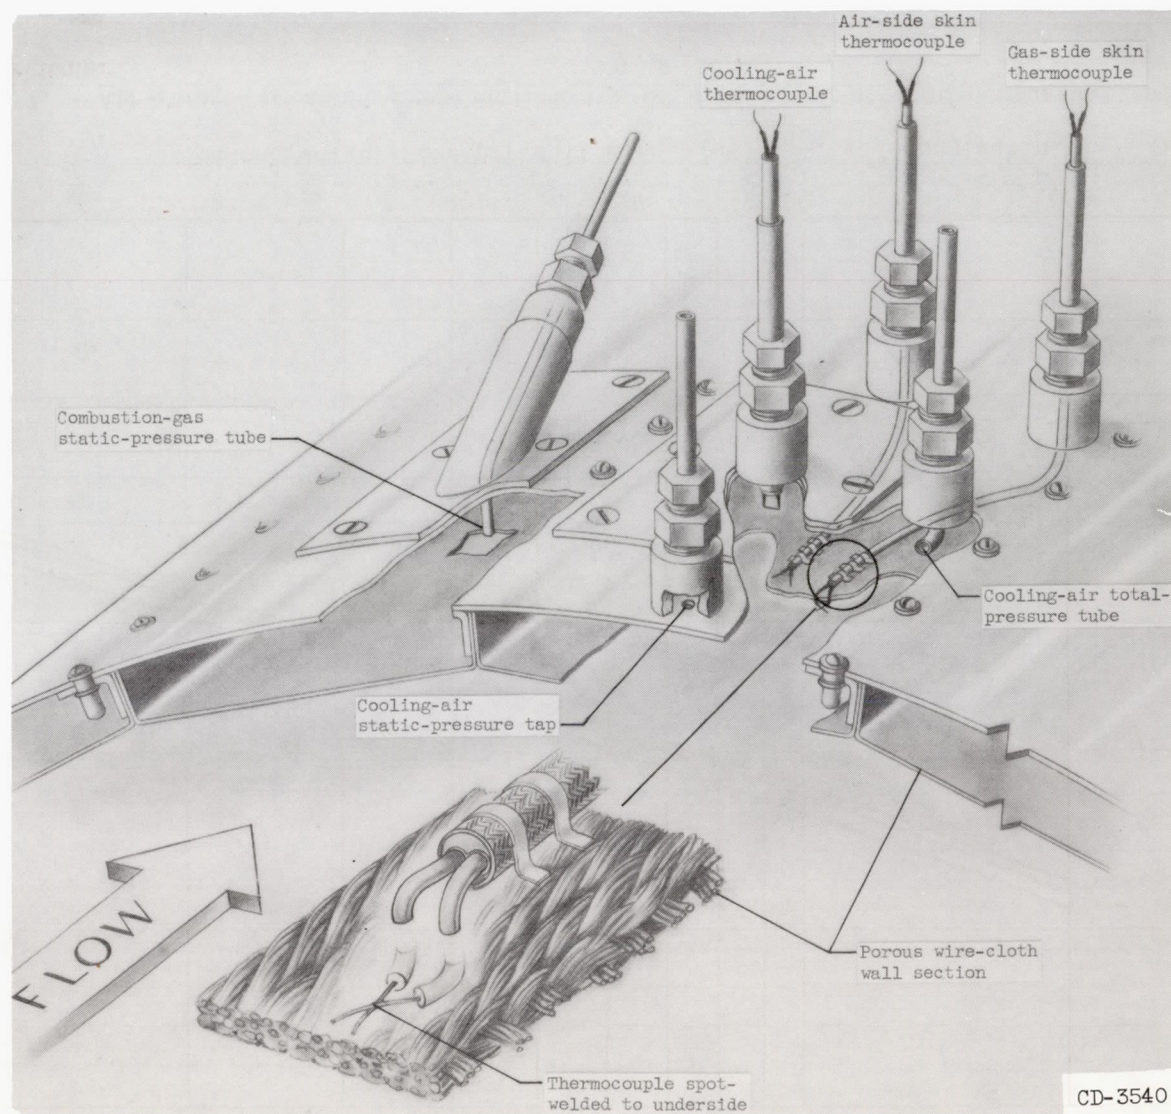 Air-side skin
thermocouple
Gas-side skin
thermocouple
Cooling-air
thermocouple
Combustion-gas
static-pressure tube
Cooling-air total-
pressure tube
Cooling-air
static-pressure tap
FLOW
Porous wire-cloth
wall section
Thermocouple spot-
welded to underside
CD-3540